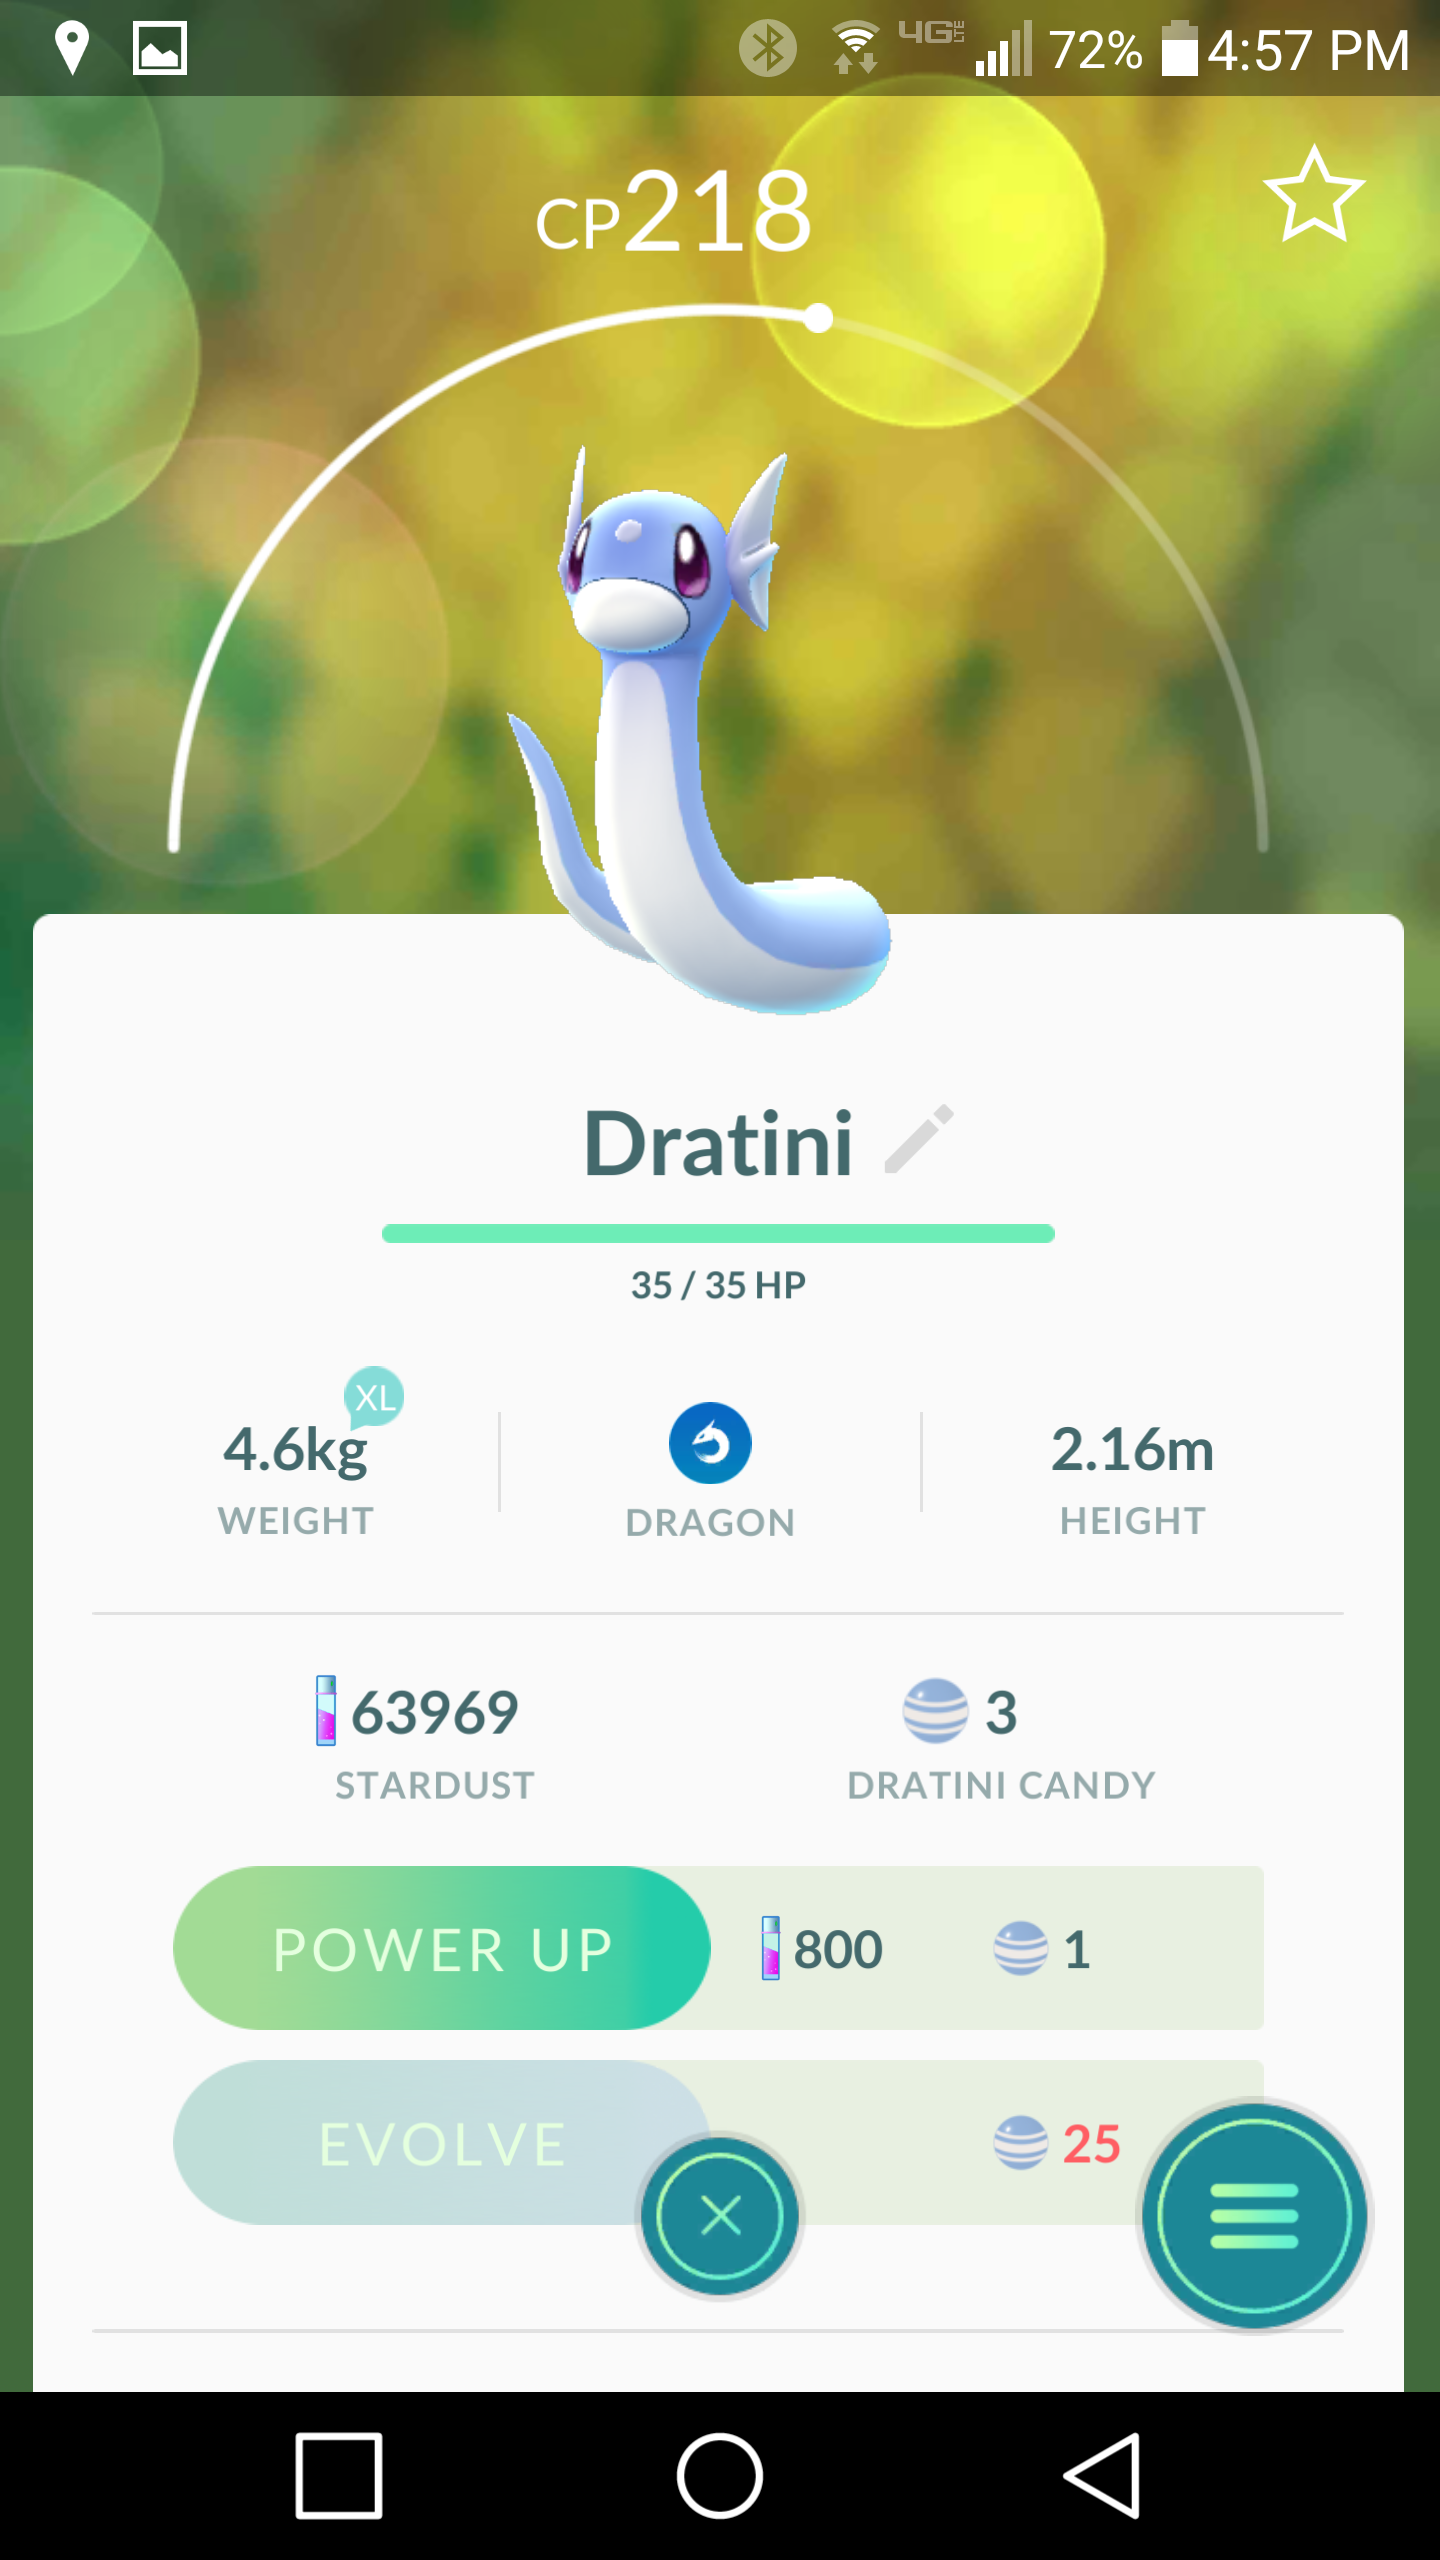 4G LTE 72% 4:57 PM
CP218
Dratini
35 / 35 HP
XL
4.6kg
WEIGHT
DRAGON
2.16m
HEIGHT
63969
STARDUST
3
DRATINI CANDY
POWER UP 800 1
EVOLVE 25